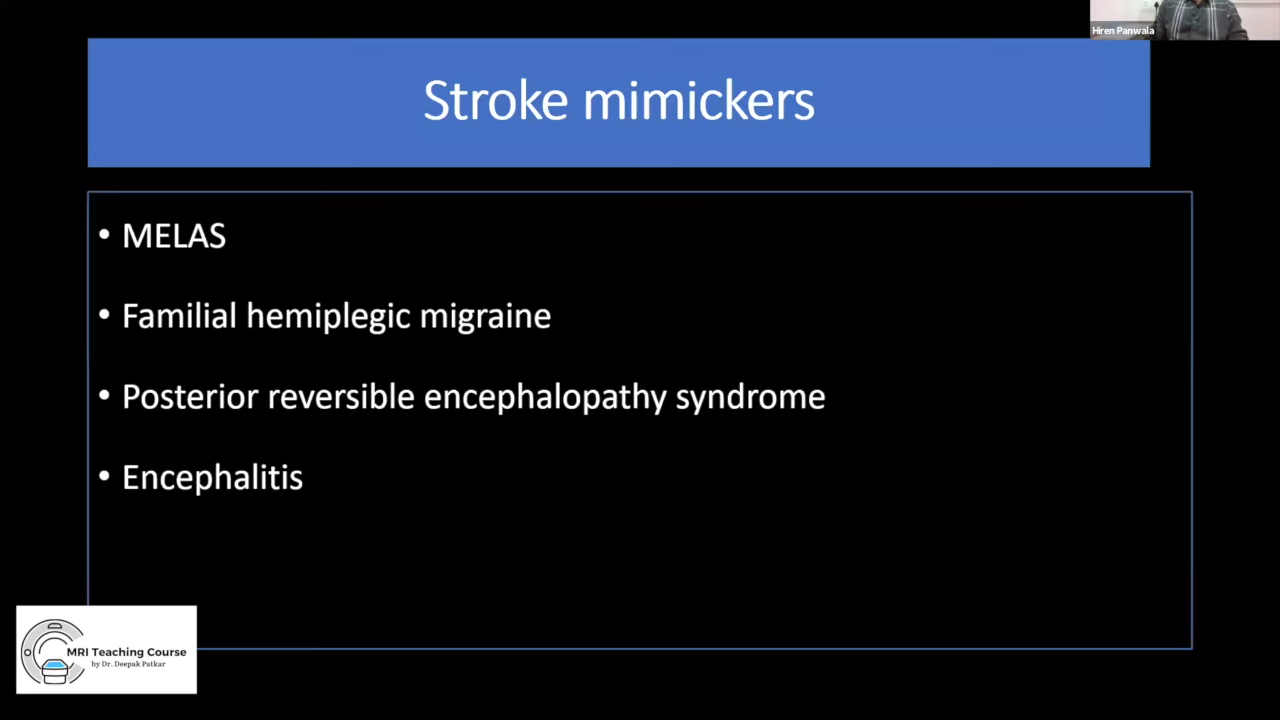 Hiren Panwala
Stroke mimickers
• MELAS
• Familial hemiplegic migraine
• Posterior reversible encephalopathy syndrome
• Encephalitis
MRI Teaching Course
by Dr. Deepak Patkar